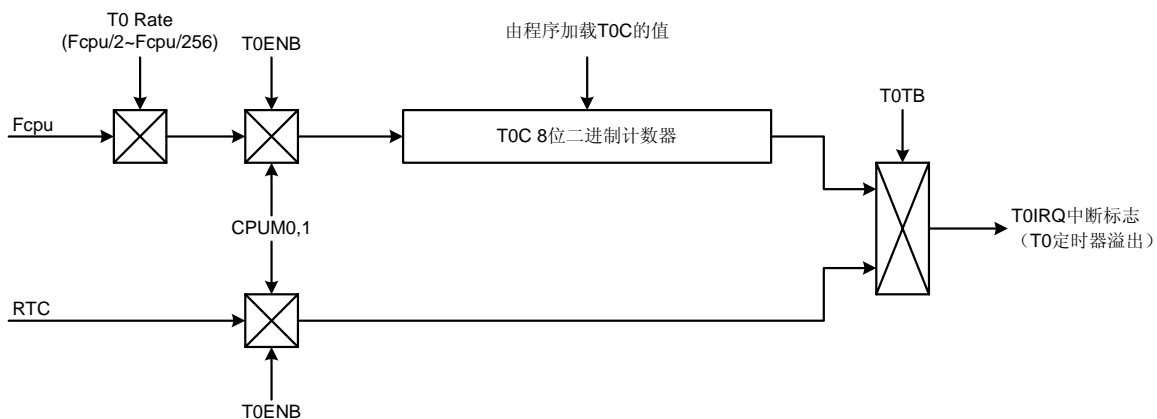 T0 Rate
(Fcpu/2~Fcpu/256)
T0ENB
由程序加载T0C的值
T0TB
Fcpu
T0C 8位二进制计数器
CPUM0,1
T0IRQ中断标志
（T0定时器溢出）
RTC
T0ENB